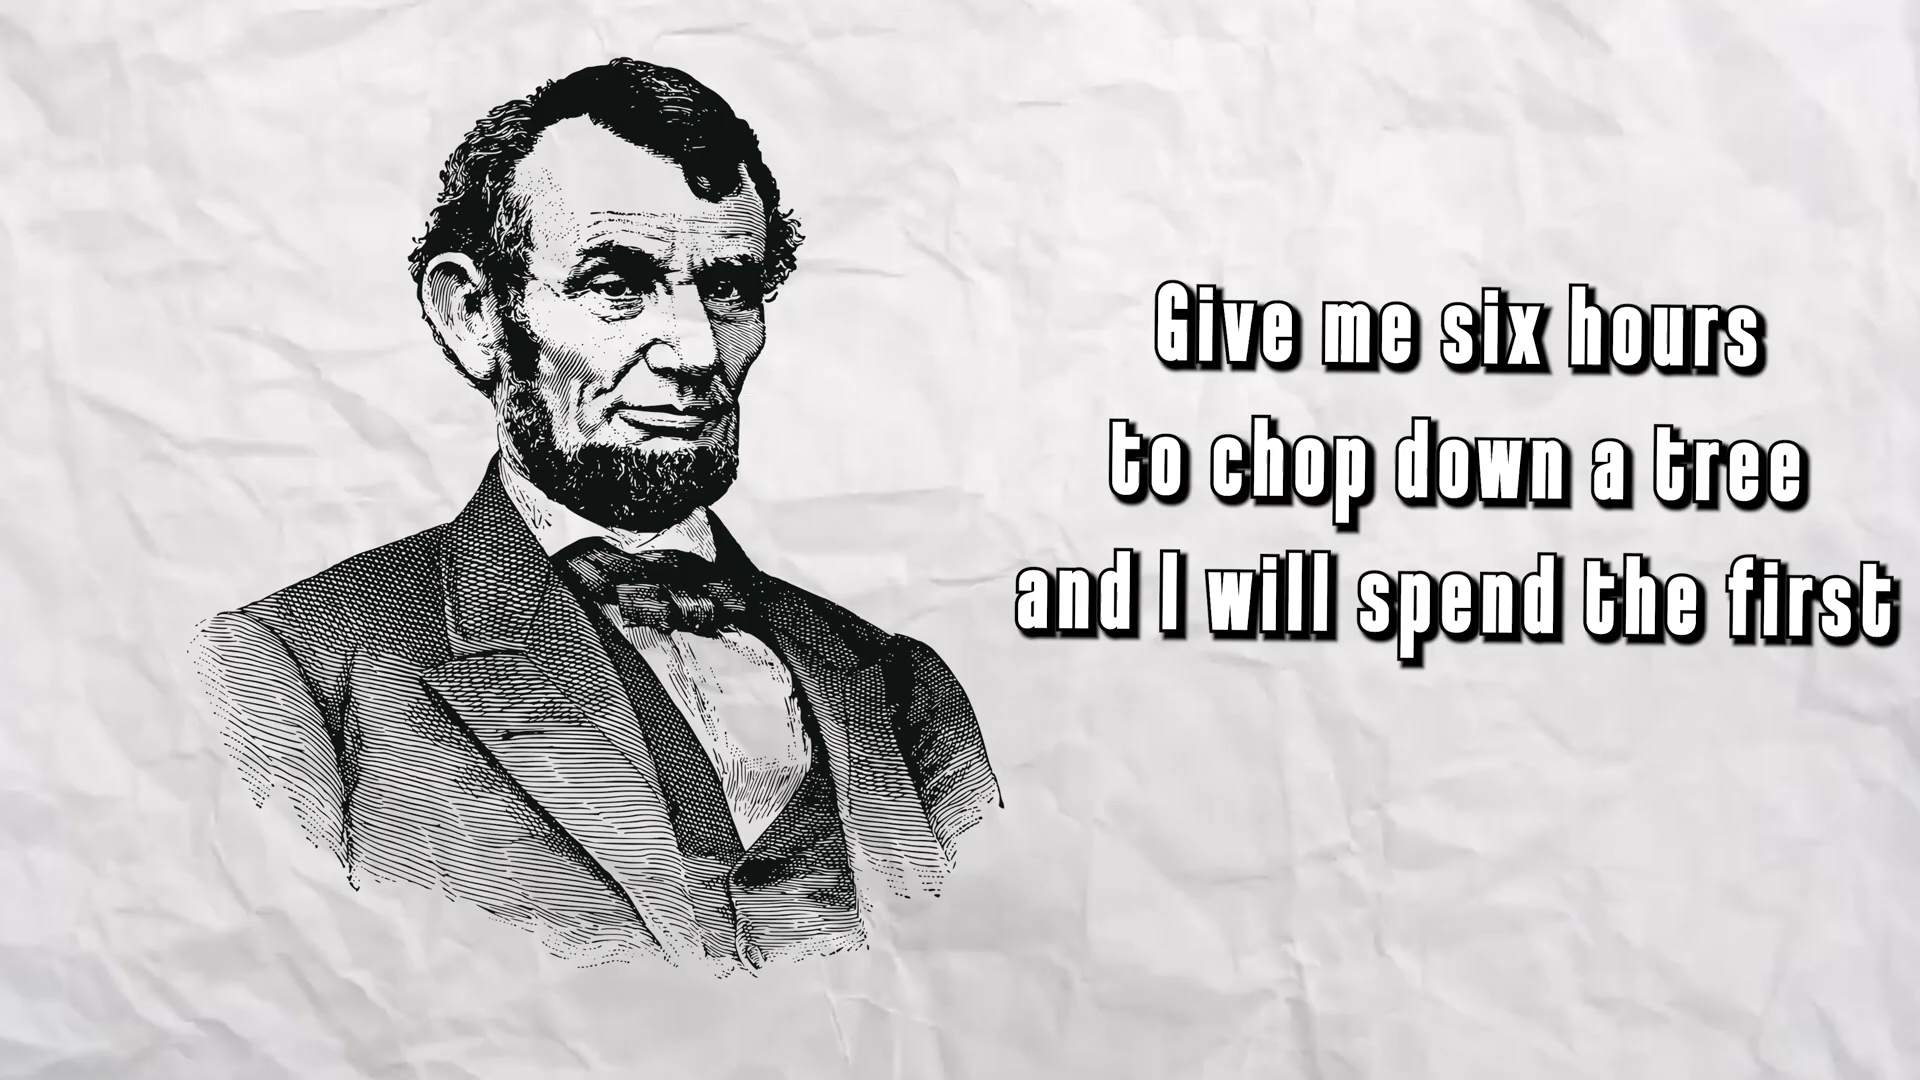 Give me six hours
to chop down a tree
and I will spend the first